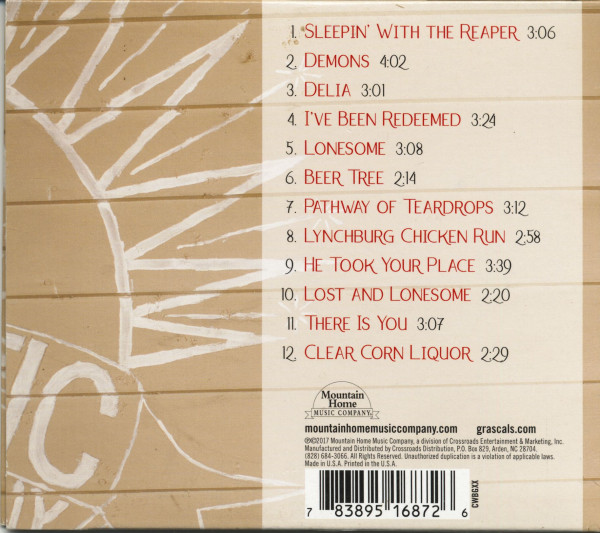 1. Sleepin' With the Reaper 3:06
2. Demons 4:02
3. Delia 3:01
4. I've Been Redeemed 3:24
5. Lonesome 3:08
6. Beer Tree 2:14
7. Pathway of Teardrops 3:12
8. Lynchburg Chicken Run 2:58
9. He Took Your Place 3:39
10. Lost and Lonesome 2:20
11. There Is You 3:07
12. Clear Corn Liquor 2:29
TIC
Mountain
Home
MUSIC COMPANY
mountainhomemusiccompany.com grascals.com
℗©2017 Mountain Home Music Company, a division of Crossroads Entertainment & Marketing, Inc.
Manufactured and Distributed by Crossroads Distribution, P.O. Box 829, Arden, NC 28704.
(828) 684-3066. All Rights Reserved. Unauthorized duplication is a violation of applicable laws.
Made in U.S.A. Printed in the U.S.A.
CWBGXX
7 83895 16872 6